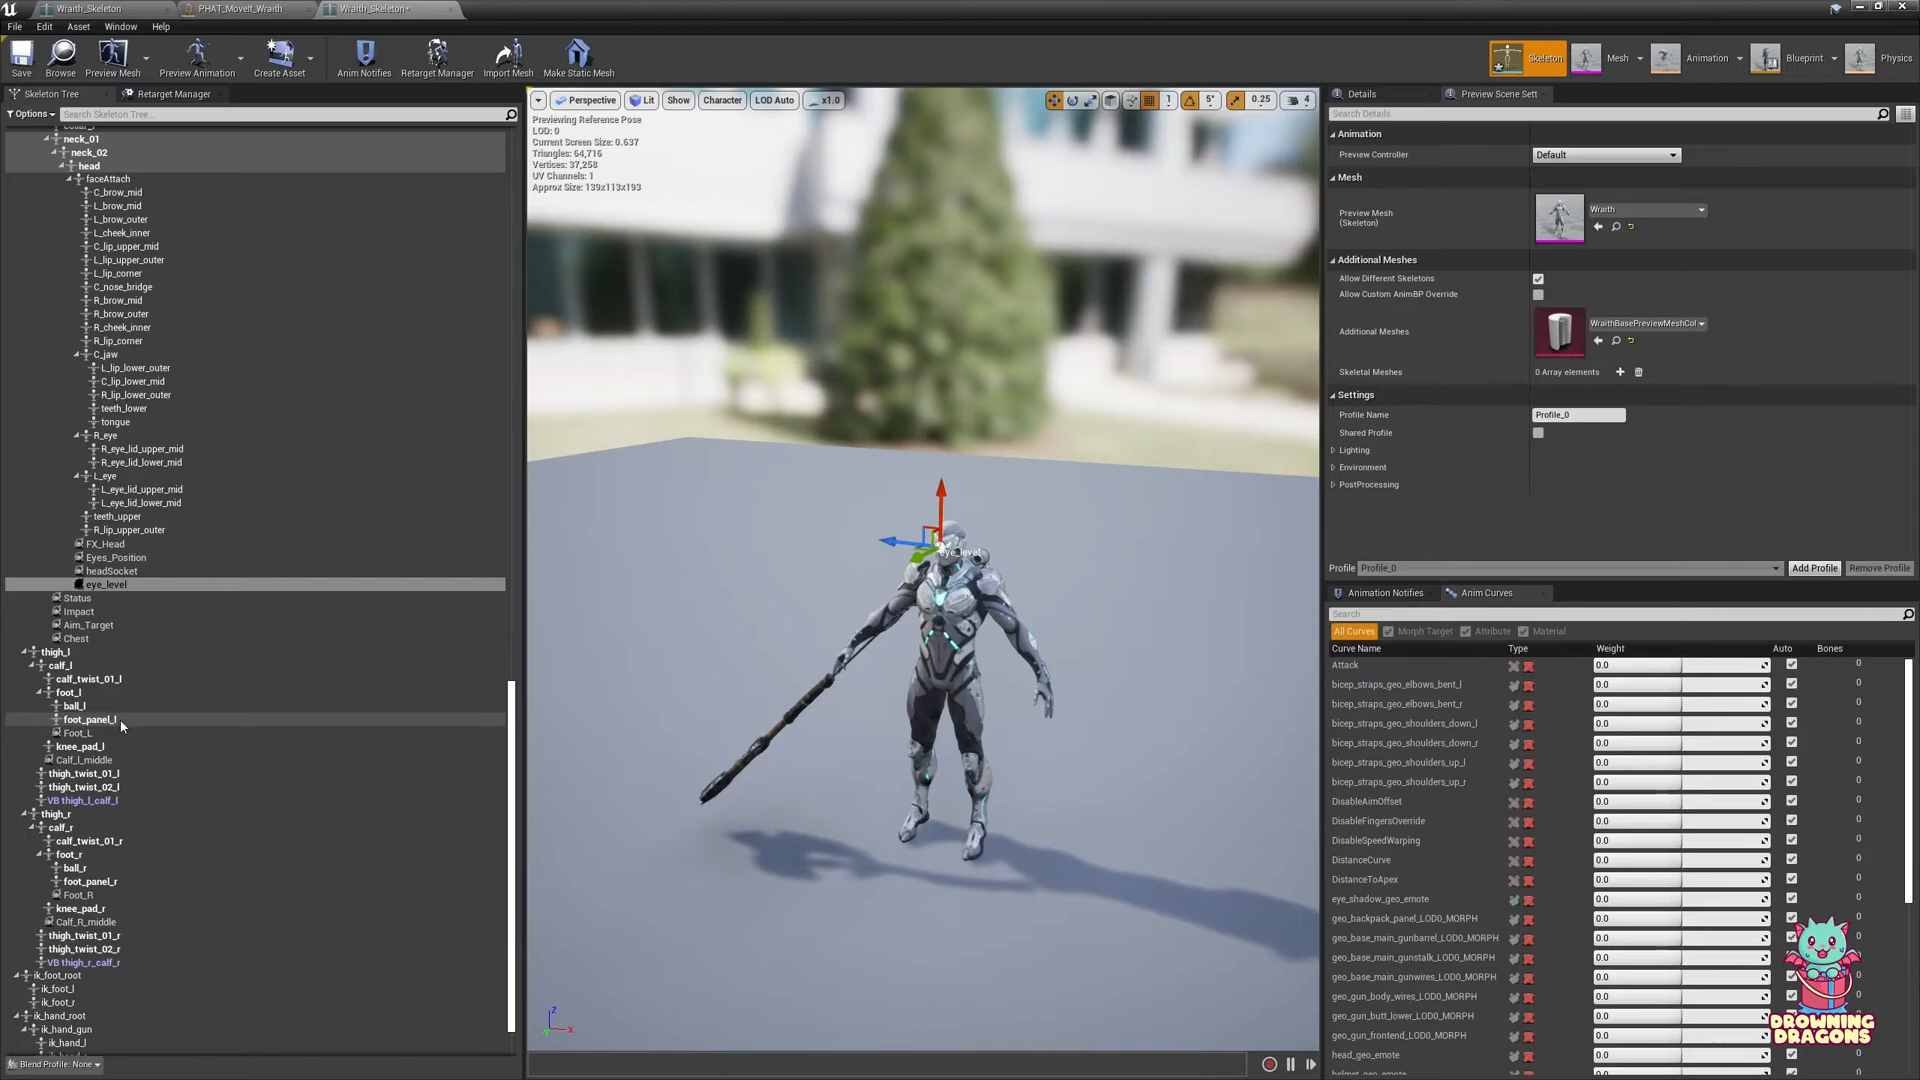 Wraith_Skeleton
PHAT_MoveIt_Wraith
Wraith_Skeleton•
File Edit Asset Window Help
Save
Browse
Preview Mesh
Preview Animation
Create Asset
Anim Notifies
Retarget Manager
Import Mesh
Make Static Mesh
Skeleton
Mesh
Animation
Blueprint
Physics
Skeleton Tree
Retarget Manager
Options
Search Skeleton Tree...
neck_01
neck_02
head
faceAttach
C_brow_mid
L_brow_mid
L_brow_outer
L_cheek_inner
C_lip_upper_mid
L_lip_upper_outer
L_lip_corner
C_nose_bridge
R_brow_mid
R_brow_outer
R_cheek_inner
R_lip_corner
C_jaw
L_lip_lower_outer
C_lip_lower_mid
R_lip_lower_outer
teeth_lower
tongue
R_eye
R_eye_lid_upper_mid
R_eye_lid_lower_mid
L_eye
L_eye_lid_upper_mid
L_eye_lid_lower_mid
teeth_upper
R_lip_upper_outer
FX_Head
Eyes_Position
headSocket
eye_level
Status
Impact
Aim_Target
Chest
thigh_l
calf_l
calf_twist_01_l
foot_l
ball_l
foot_panel_l
Foot_L
knee_pad_l
Calf_l_middle
thigh_twist_01_l
thigh_twist_02_l
VB thigh_l_calf_l
thigh_r
calf_r
calf_twist_01_r
foot_r
ball_r
foot_panel_r
Foot_R
knee_pad_r
Calf_R_middle
thigh_twist_01_r
thigh_twist_02_r
VB thigh_r_calf_r
ik_foot_root
ik_foot_l
ik_foot_r
ik_hand_root
ik_hand_gun
ik_hand_l
Blend Profile: None
Perspective
Lit
Show
Character
LOD Auto
x1.0
1
5°
0.25
4
Previewing Reference Pose
LOD: 0
Current Screen Size: 0.637
Triangles: 64,716
Vertices: 37,258
UV Channels: 1
Approx Size: 139x113x193
eye_level
Z
X
Details
Preview Scene Sett
Search Details
Animation
Preview Controller
Default
Mesh
Preview Mesh
(Skeleton)
Wraith
Additional Meshes
Allow Different Skeletons
Allow Custom AnimBP Override
Additional Meshes
WraithBasePreviewMeshCol
Skeletal Meshes
0 Array elements
Settings
Profile Name
Profile_0
Shared Profile
Lighting
Environment
PostProcessing
Profile
Profile_0
Add Profile
Remove Profile
Animation Notifies
Anim Curves
Search
All Curves
Morph Target
Attribute
Material
Curve Name Type Weight Auto Bones
Attack 0.0 0
bicep_straps_geo_elbows_bent_l 0.0 0
bicep_straps_geo_elbows_bent_r 0.0 0
bicep_straps_geo_shoulders_down_l 0.0 0
bicep_straps_geo_shoulders_down_r 0.0 0
bicep_straps_geo_shoulders_up_l 0.0 0
bicep_straps_geo_shoulders_up_r 0.0 0
DisableAimOffset 0.0 0
DisableFingersOverride 0.0 0
DisableSpeedWarping 0.0 0
DistanceCurve 0.0 0
DistanceToApex 0.0 0
eye_shadow_geo_emote 0.0 0
geo_backpack_panel_LOD0_MORPH 0.0
geo_base_main_gunbarrel_LOD0_MORPH 0.0
geo_base_main_gunstalk_LOD0_MORPH 0.0
geo_base_main_gunwires_LOD0_MORPH 0.0
geo_gun_body_wires_LOD0_MORPH 0.0
geo_gun_butt_lower_LOD0_MORPH 0.0
geo_gun_frontend_LOD0_MORPH 0.0
head_geo_emote 0.0 0
DROWNING
DRAGONS